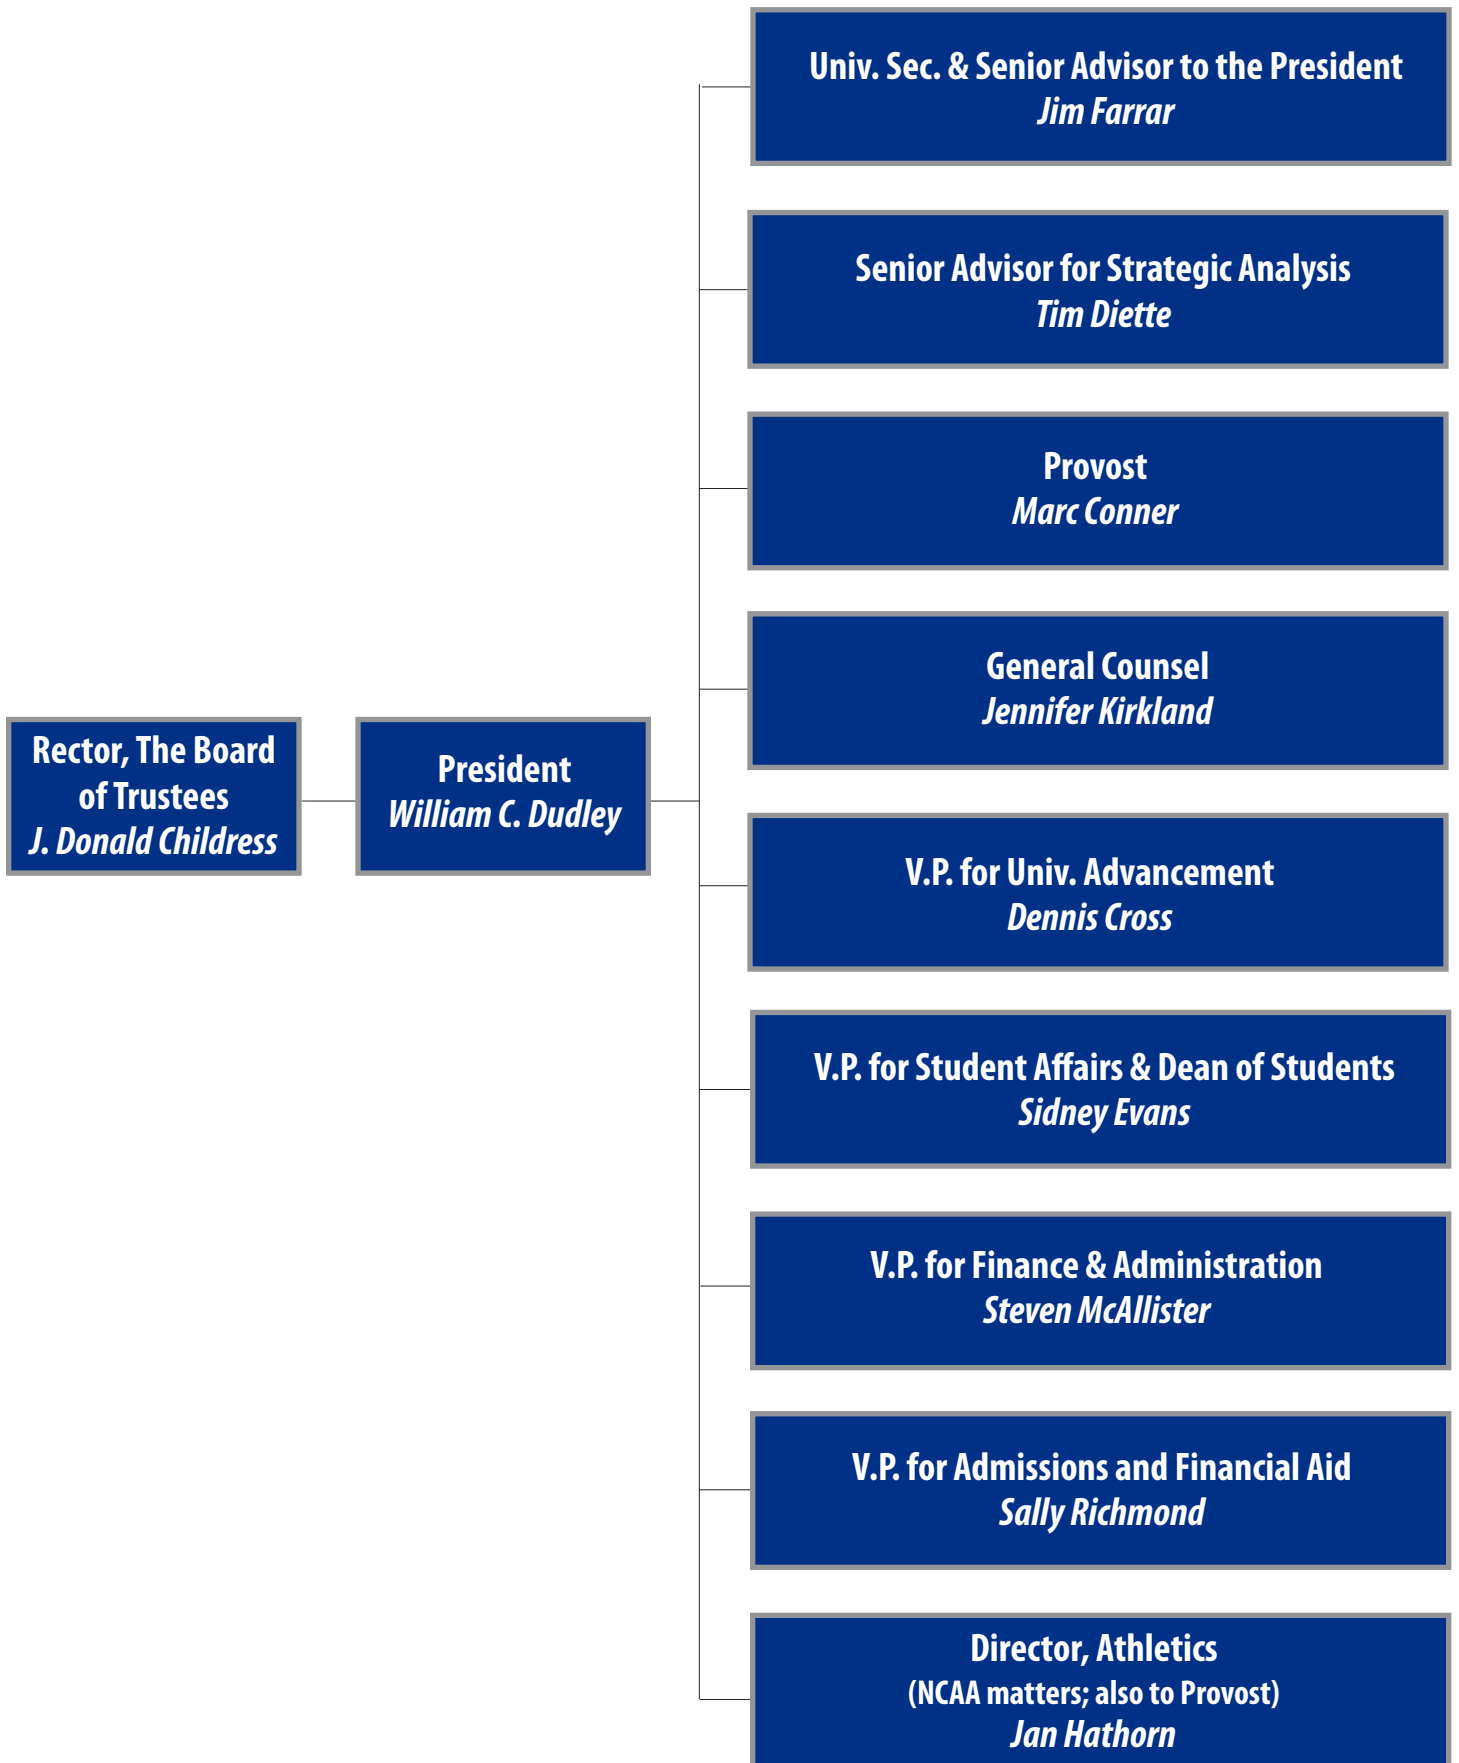 Univ. Sec. & Senior Advisor to the President
Jim Farrar
Senior Advisor for Strategic Analysis
Tim Diette
Provost
Marc Conner
General Counsel
Jennifer Kirkland
Rector, The Board
of Trustees
J. Donald Childress
President
William C. Dudley
V.P. for Univ. Advancement
Dennis Cross
V.P. for Student Affairs & Dean of Students
Sidney Evans
V.P. for Finance & Administration
Steven McAllister
V.P. for Admissions and Financial Aid
Sally Richmond
Director, Athletics
(NCAA matters; also to Provost)
Jan Hathorn